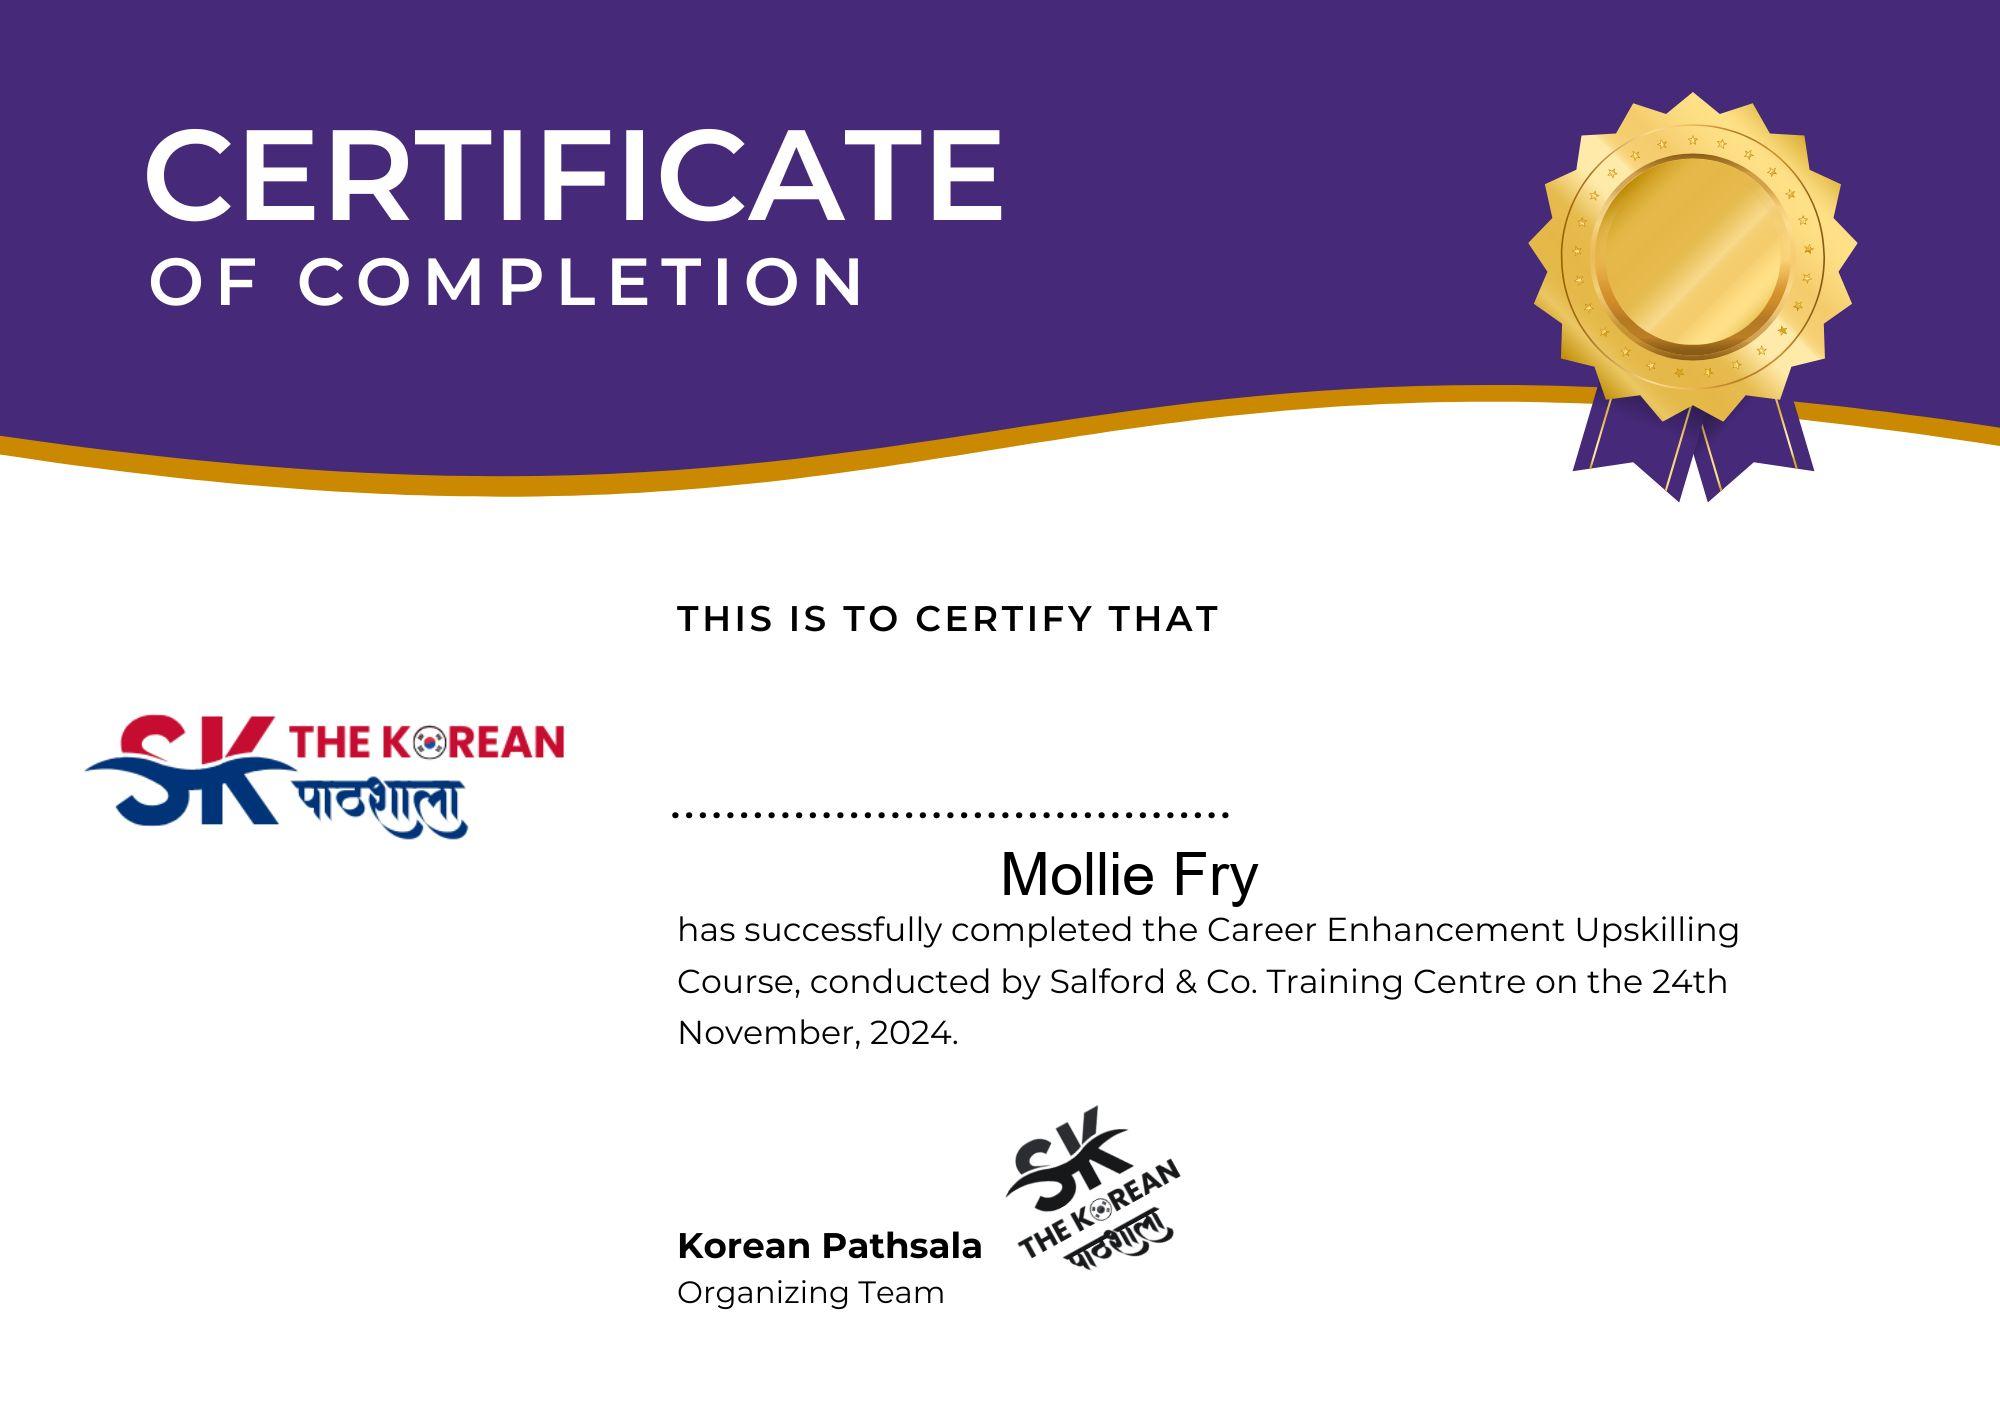 CERTIFICATE
OF COMPLETION
THIS IS TO CERTIFY THAT
SK THE KOREAN
पाठशाला
........................................
Mollie Fry
has successfully completed the Career Enhancement Upskilling
Course, conducted by Salford & Co. Training Centre on the 24th
November, 2024.
SK
THE KOREAN
पाठशाला
Korean Pathsala
Organizing Team